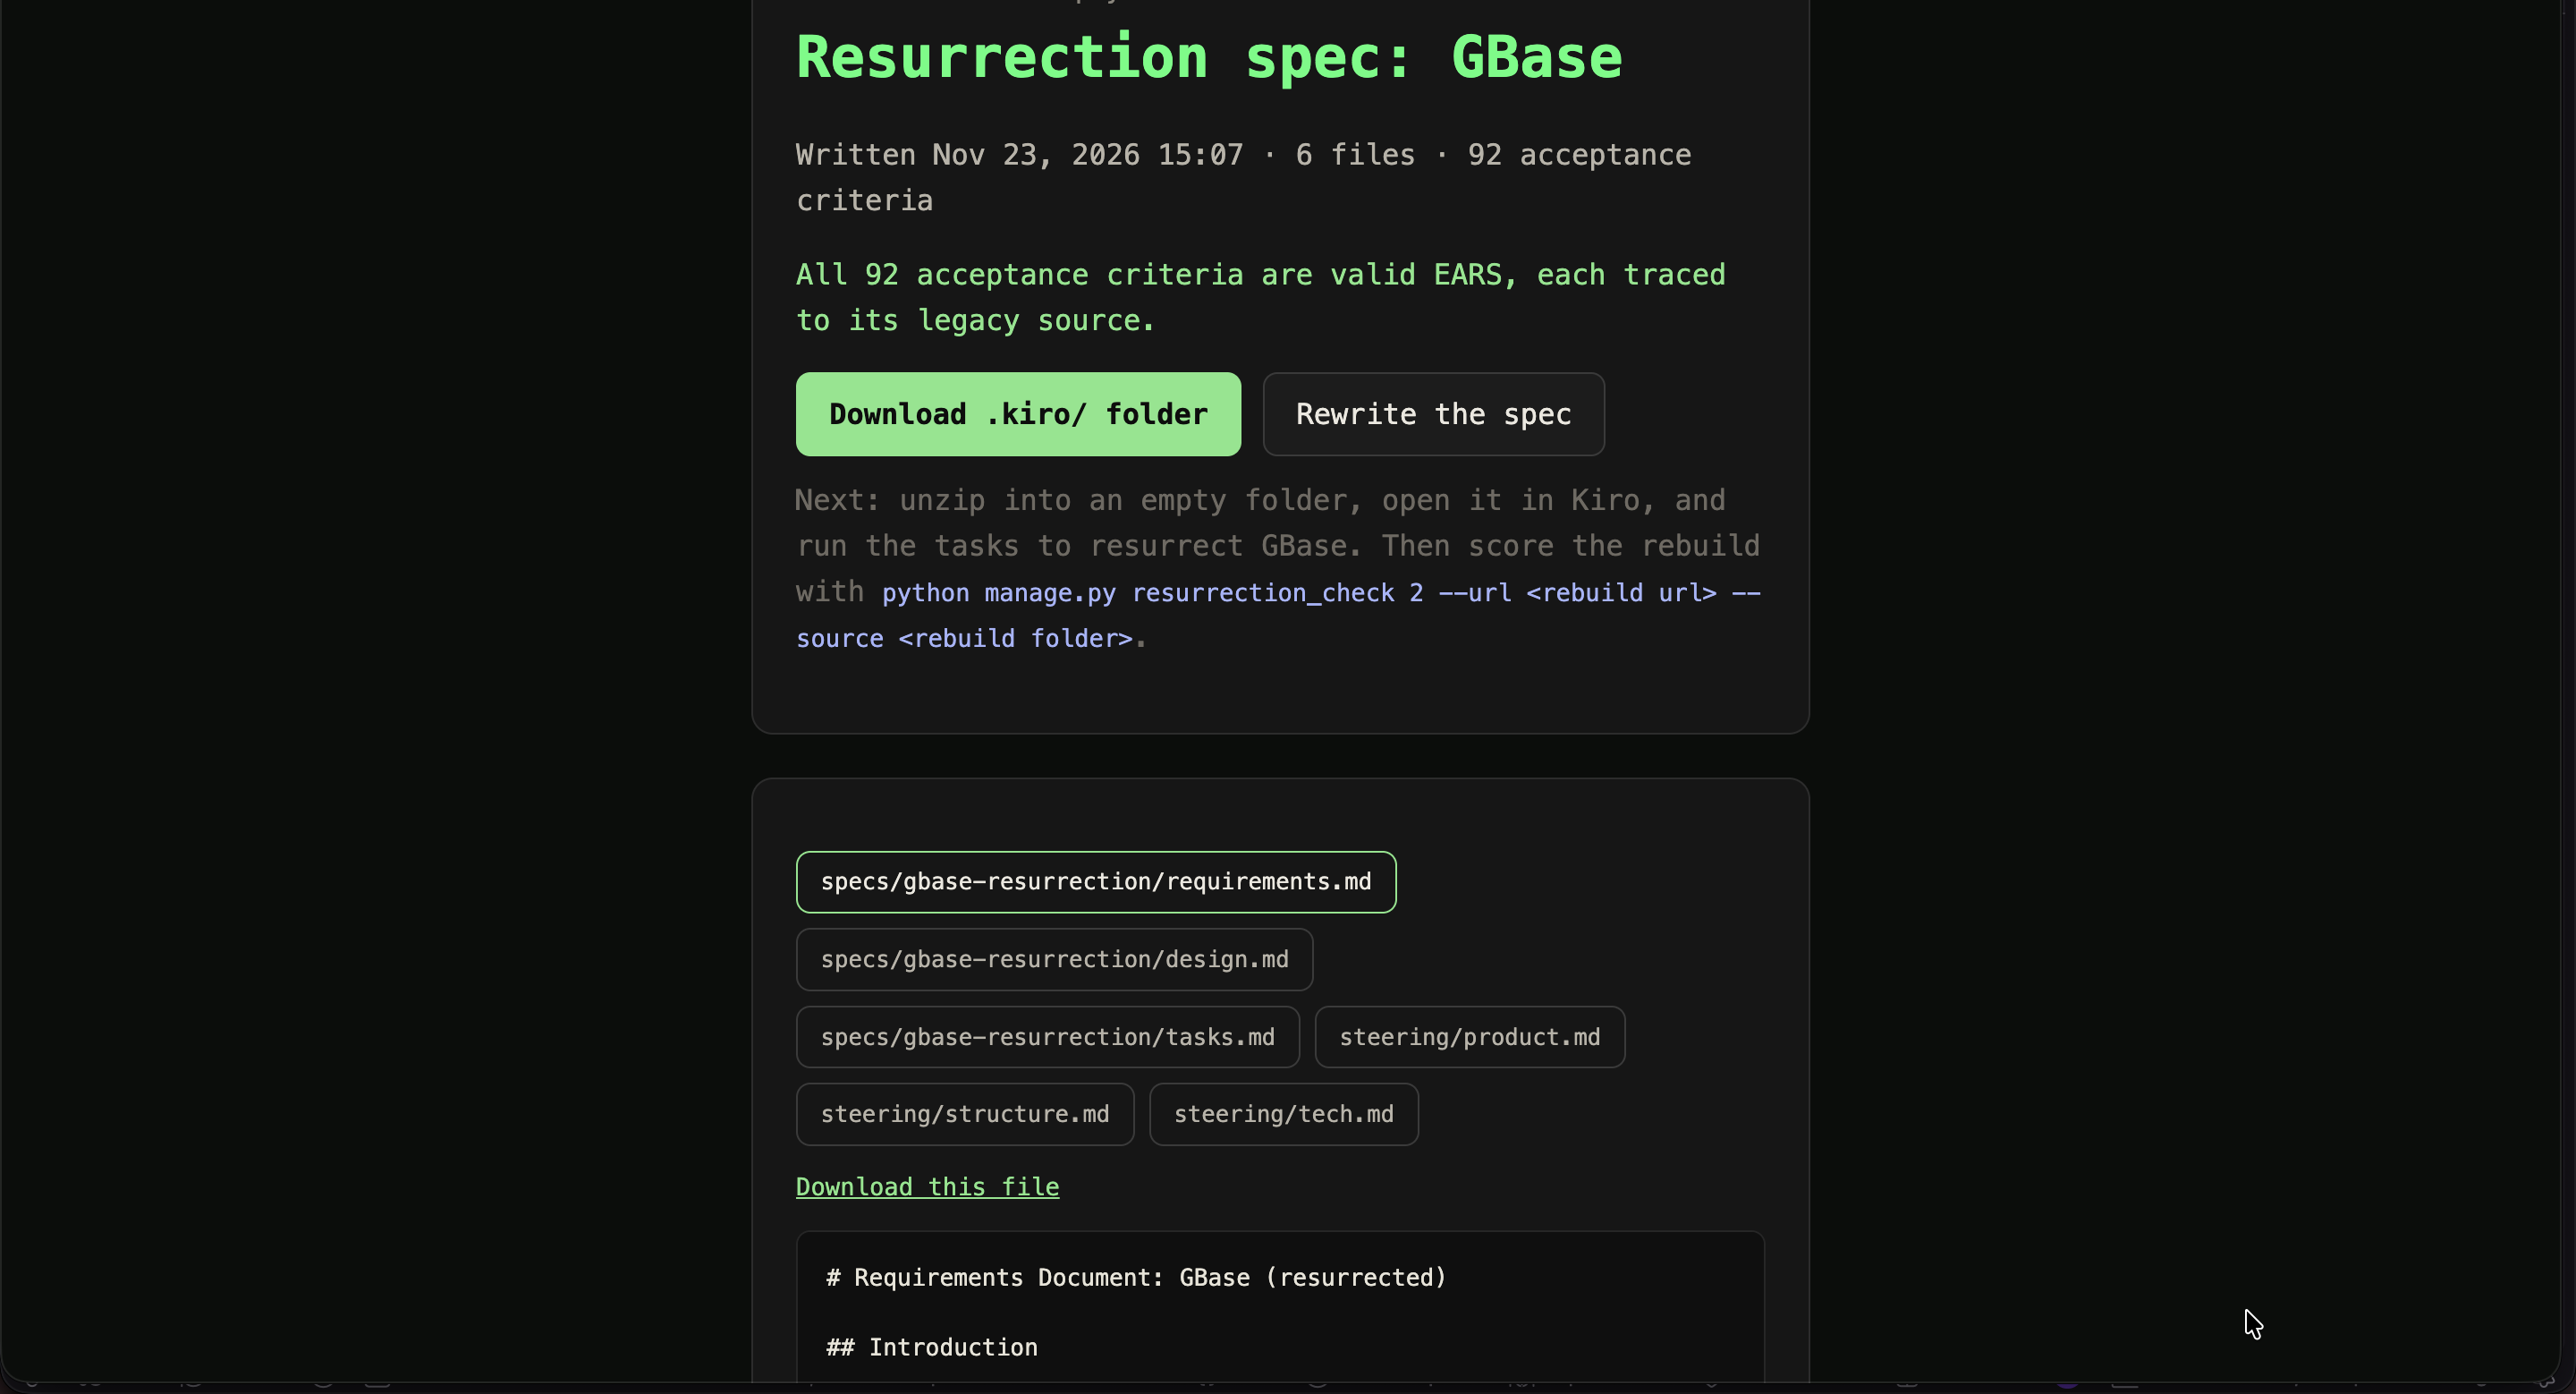 Resurrection spec: GBase
Written Nov 23, 2026 15:07 · 6 files · 92 acceptance
criteria
All 92 acceptance criteria are valid EARS, each traced
to its legacy source.
Download .kiro/ folder
Rewrite the spec
Next: unzip into an empty folder, open it in Kiro, and
run the tasks to resurrect GBase. Then score the rebuild
with python manage.py resurrection_check 2 --url <rebuild url> --
source <rebuild folder>.
specs/gbase-resurrection/requirements.md
specs/gbase-resurrection/design.md
specs/gbase-resurrection/tasks.md
steering/product.md
steering/structure.md
steering/tech.md
Download this file
# Requirements Document: GBase (resurrected)
## Introduction